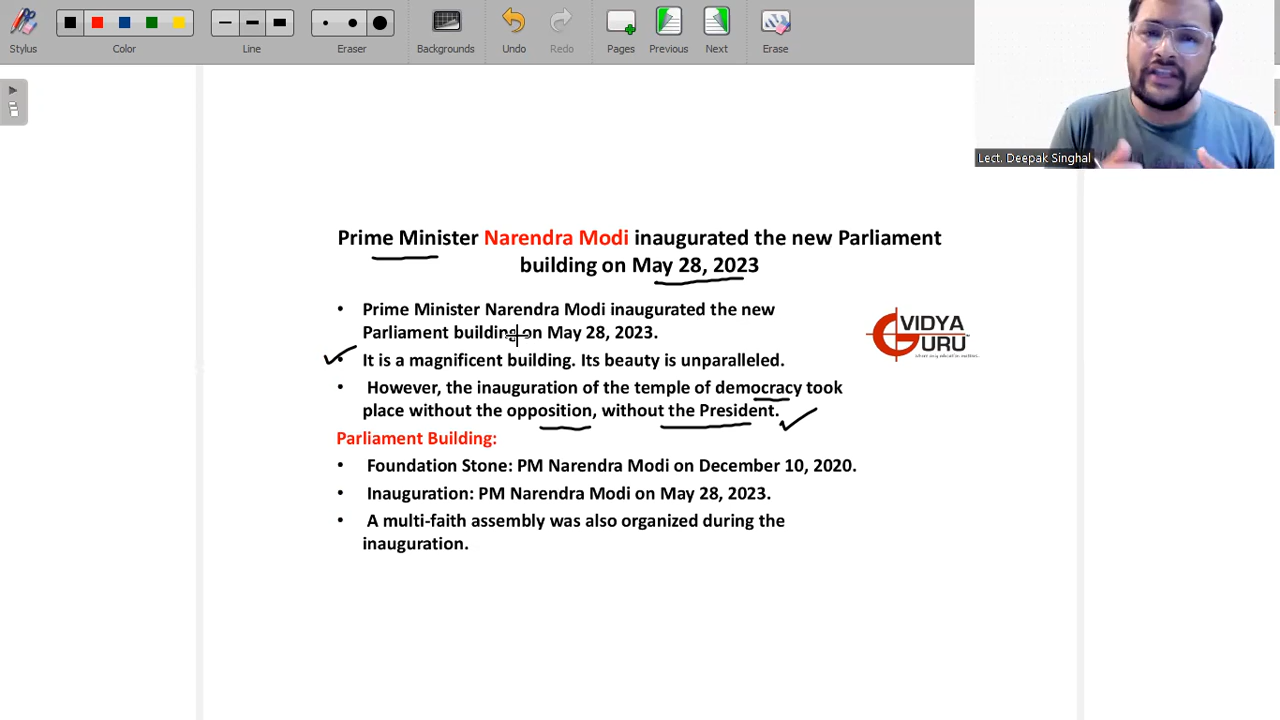 Stylus
Color
Line
Eraser
Backgrounds
Undo
Redo
Pages
Previous
Next
Erase
Lect. Deepak Singhal
Prime Minister Narendra Modi inaugurated the new Parliament
building on May 28, 2023
• Prime Minister Narendra Modi inaugurated the new
Parliament building on May 28, 2023.
• It is a magnificent building. Its beauty is unparalleled.
• However, the inauguration of the temple of democracy took
place without the opposition, without the President.
VIDYA
GURU
Parliament Building:
• Foundation Stone: PM Narendra Modi on December 10, 2020.
• Inauguration: PM Narendra Modi on May 28, 2023.
• A multi-faith assembly was also organized during the
inauguration.